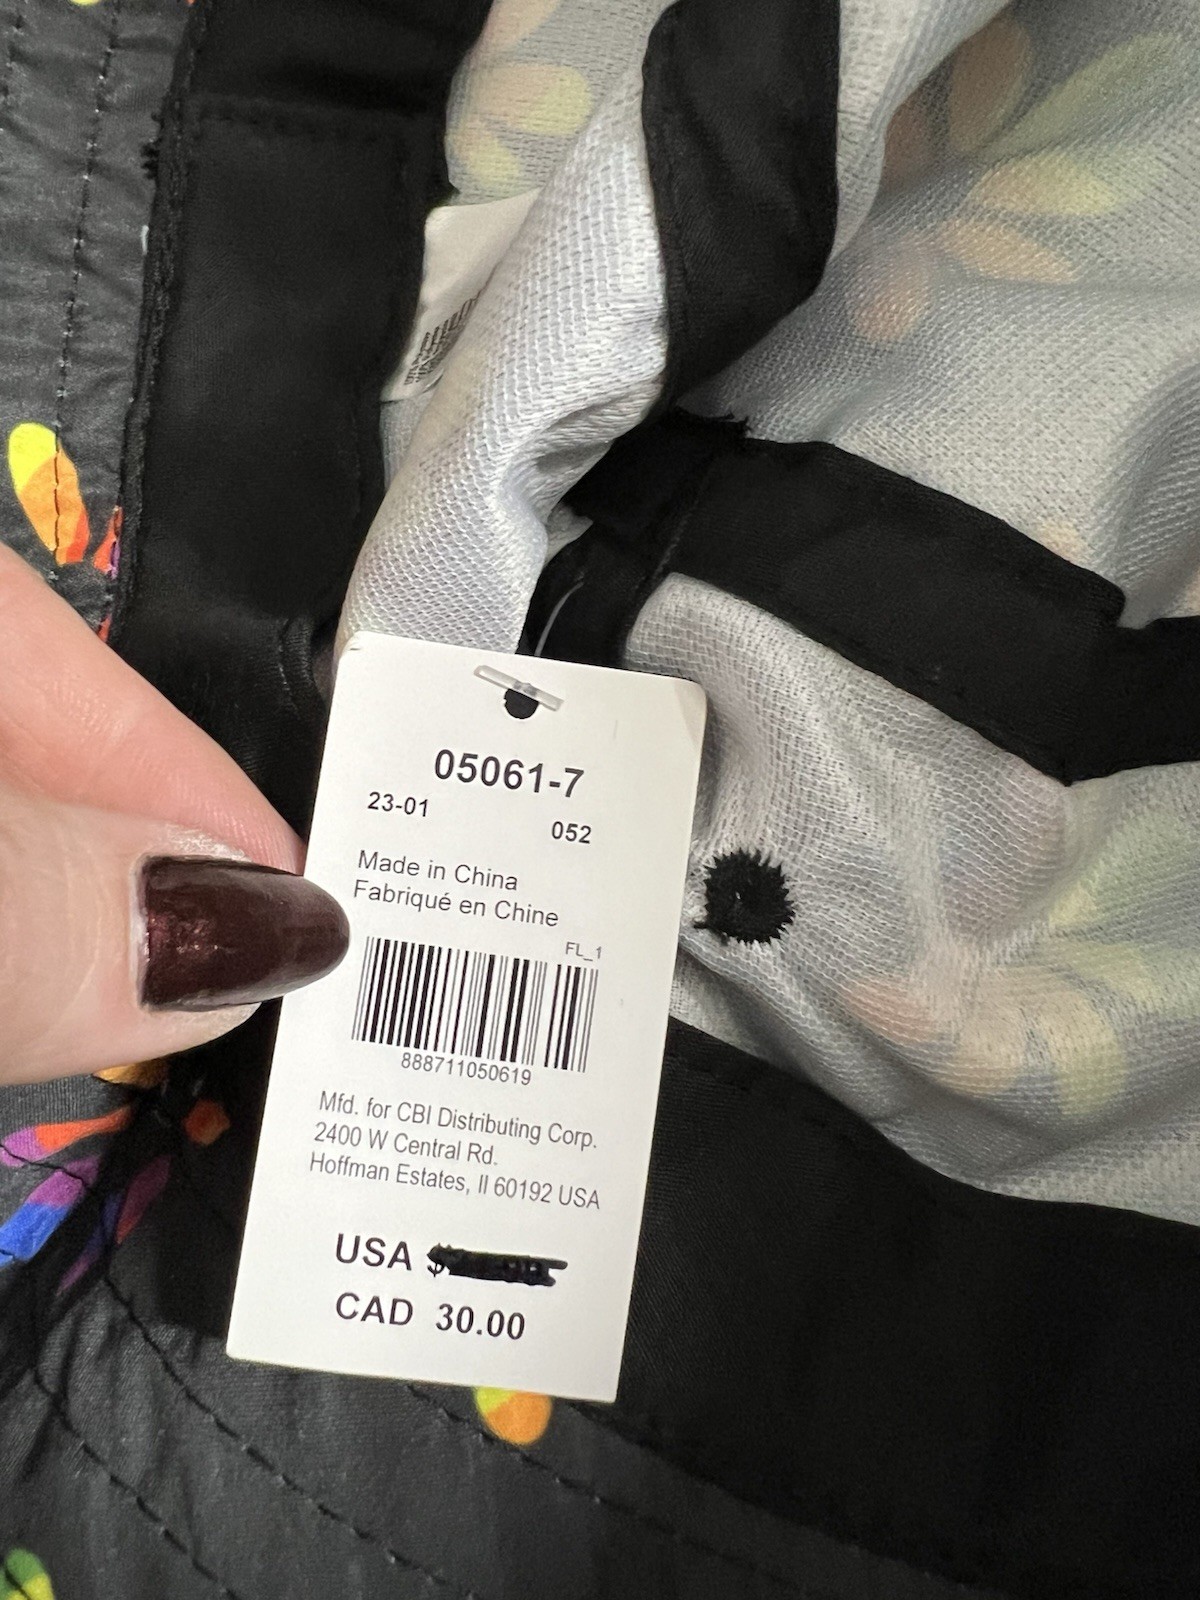 05061-7
23-01
052
Made in China
Fabriqué en Chine
FL_1
888711050619
Mfd. for CBI Distributing Corp.
2400 W Central Rd.
Hoffman Estates, Il 60192 USA
USA $
CAD 30.00